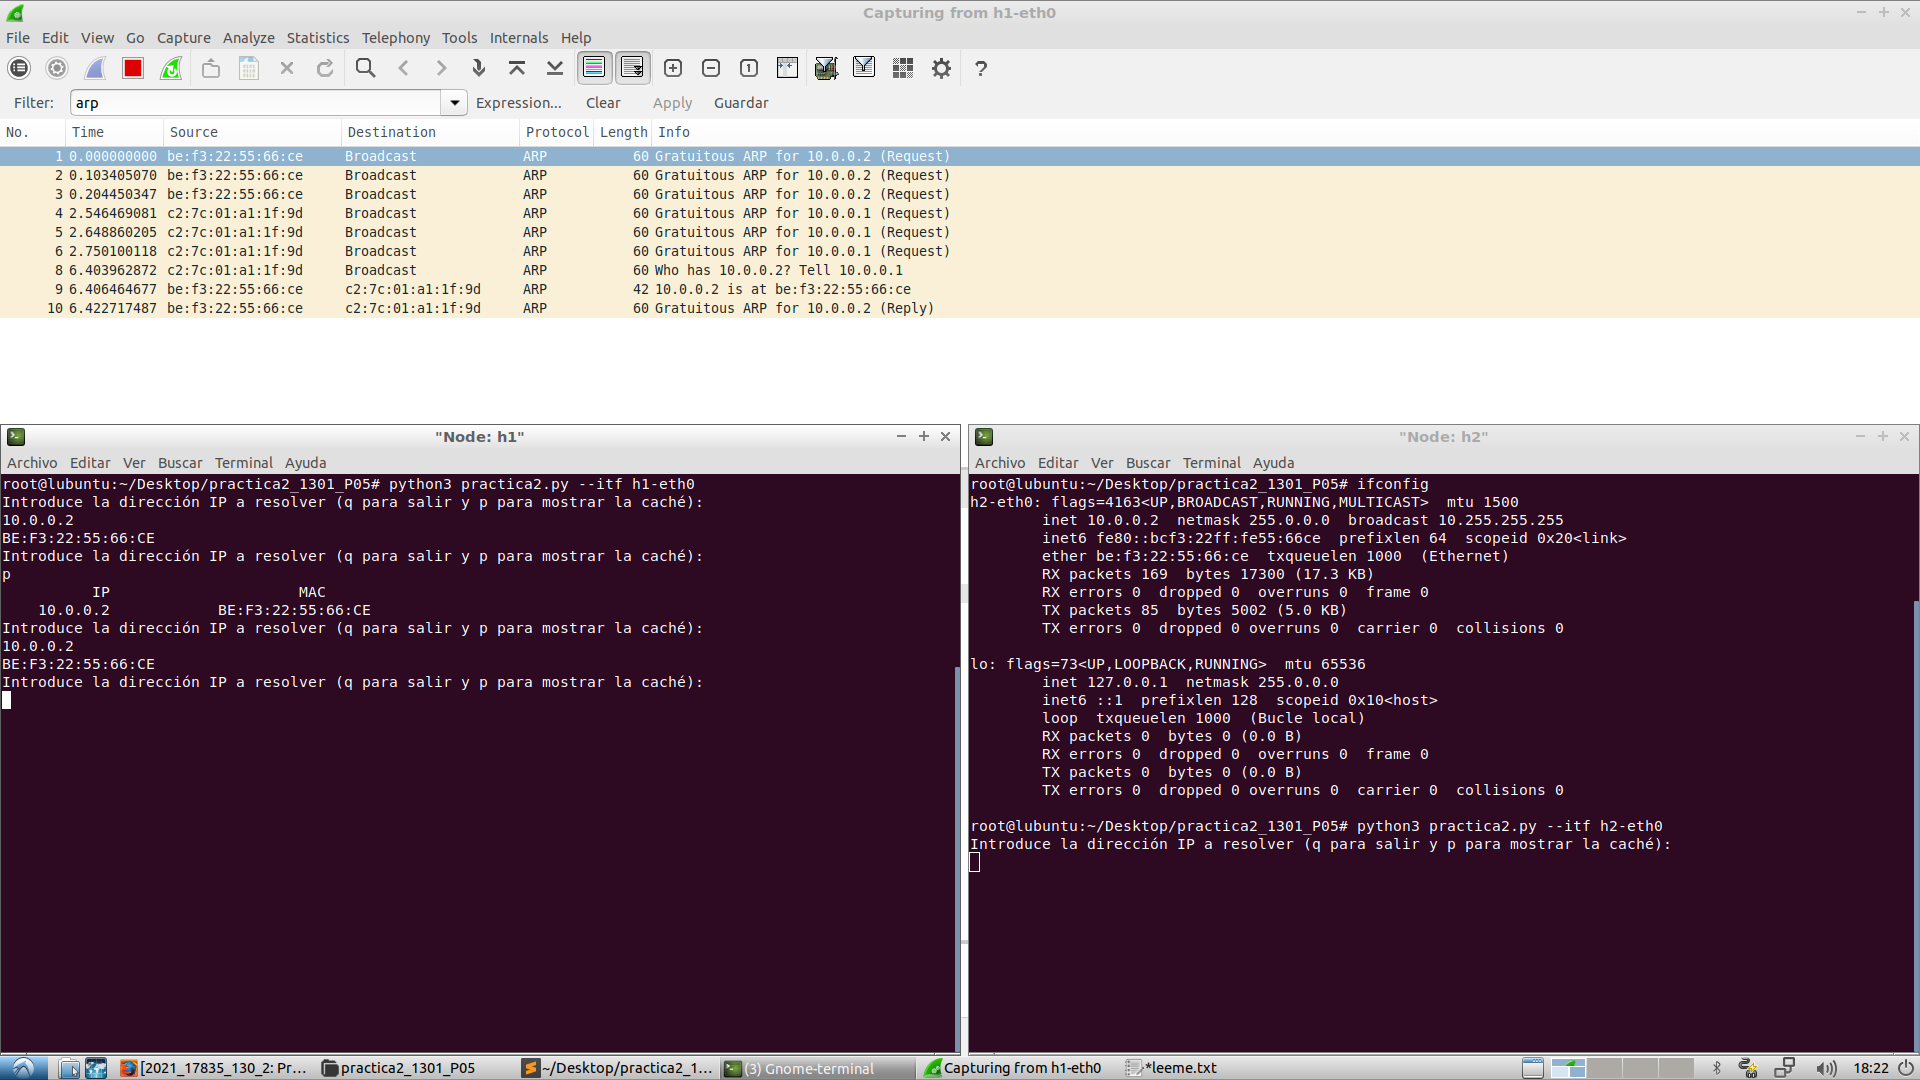 Capturing from h1-eth0
File Edit View Go Capture Analyze Statistics Telephony Tools Internals Help
Filter: arp Expression... Clear Apply Guardar
No. Time Source Destination Protocol Length Info
1 0.000000000 be:f3:22:55:66:ce Broadcast ARP 60 Gratuitous ARP for 10.0.0.2 (Request)
2 0.103405070 be:f3:22:55:66:ce Broadcast ARP 60 Gratuitous ARP for 10.0.0.2 (Request)
3 0.204450347 be:f3:22:55:66:ce Broadcast ARP 60 Gratuitous ARP for 10.0.0.2 (Request)
4 2.546469081 c2:7c:01:a1:1f:9d Broadcast ARP 60 Gratuitous ARP for 10.0.0.1 (Request)
5 2.648860205 c2:7c:01:a1:1f:9d Broadcast ARP 60 Gratuitous ARP for 10.0.0.1 (Request)
6 2.750100118 c2:7c:01:a1:1f:9d Broadcast ARP 60 Gratuitous ARP for 10.0.0.1 (Request)
8 6.403962872 c2:7c:01:a1:1f:9d Broadcast ARP 60 Who has 10.0.0.2? Tell 10.0.0.1
9 6.406464677 be:f3:22:55:66:ce c2:7c:01:a1:1f:9d ARP 42 10.0.0.2 is at be:f3:22:55:66:ce
10 6.422717487 be:f3:22:55:66:ce c2:7c:01:a1:1f:9d ARP 60 Gratuitous ARP for 10.0.0.2 (Reply)
"Node: h1"
Archivo Editar Ver Buscar Terminal Ayuda
root@lubuntu:~/Desktop/practica2_1301_P05# python3 practica2.py --itf h1-eth0
Introduce la dirección IP a resolver (q para salir y p para mostrar la caché):
10.0.0.2
BE:F3:22:55:66:CE
Introduce la dirección IP a resolver (q para salir y p para mostrar la caché):
p
IP MAC
10.0.0.2 BE:F3:22:55:66:CE
Introduce la dirección IP a resolver (q para salir y p para mostrar la caché):
10.0.0.2
BE:F3:22:55:66:CE
Introduce la dirección IP a resolver (q para salir y p para mostrar la caché):
"Node: h2"
Archivo Editar Ver Buscar Terminal Ayuda
root@lubuntu:~/Desktop/practica2_1301_P05# ifconfig
h2-eth0: flags=4163<UP,BROADCAST,RUNNING,MULTICAST> mtu 1500
inet 10.0.0.2 netmask 255.0.0.0 broadcast 10.255.255.255
inet6 fe80::bcf3:22ff:fe55:66ce prefixlen 64 scopeid 0x20<link>
ether be:f3:22:55:66:ce txqueuelen 1000 (Ethernet)
RX packets 169 bytes 17300 (17.3 KB)
RX errors 0 dropped 0 overruns 0 frame 0
TX packets 85 bytes 5002 (5.0 KB)
TX errors 0 dropped 0 overruns 0 carrier 0 collisions 0
lo: flags=73<UP,LOOPBACK,RUNNING> mtu 65536
inet 127.0.0.1 netmask 255.0.0.0
inet6 ::1 prefixlen 128 scopeid 0x10<host>
loop txqueuelen 1000 (Bucle local)
RX packets 0 bytes 0 (0.0 B)
RX errors 0 dropped 0 overruns 0 frame 0
TX packets 0 bytes 0 (0.0 B)
TX errors 0 dropped 0 overruns 0 carrier 0 collisions 0
root@lubuntu:~/Desktop/practica2_1301_P05# python3 practica2.py --itf h2-eth0
Introduce la dirección IP a resolver (q para salir y p para mostrar la caché):
[2021_17835_130_2: Pr... practica2_1301_P05 ~/Desktop/practica2_1... (3) Gnome-terminal Capturing from h1-eth0 *leeme.txt 18:22